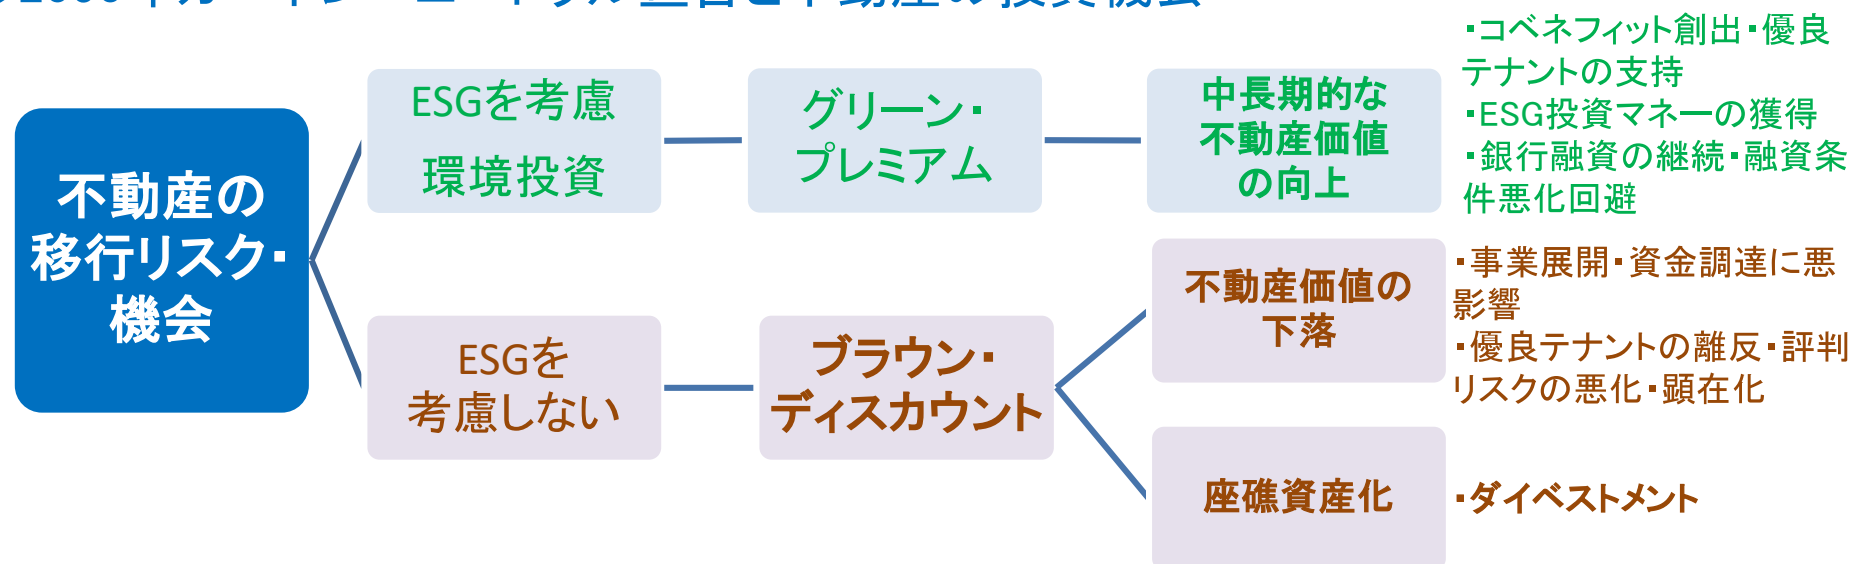 不動産の
移行リスク・
機会
ESGを考慮
環境投資
グリーン・
プレミアム
中長期的な
不動産価値
の向上
・コベネフィット創出・優良
テナントの支持
・ESG投資マネーの獲得
・銀行融資の継続・融資条
件悪化回避
ESGを
考慮しない
ブラウン・
ディスカウント
不動産価値の
下落
・事業展開・資金調達に悪
影響
・優良テナントの離反・評判
リスクの悪化・顕在化
座礁資産化
・ダイベストメント